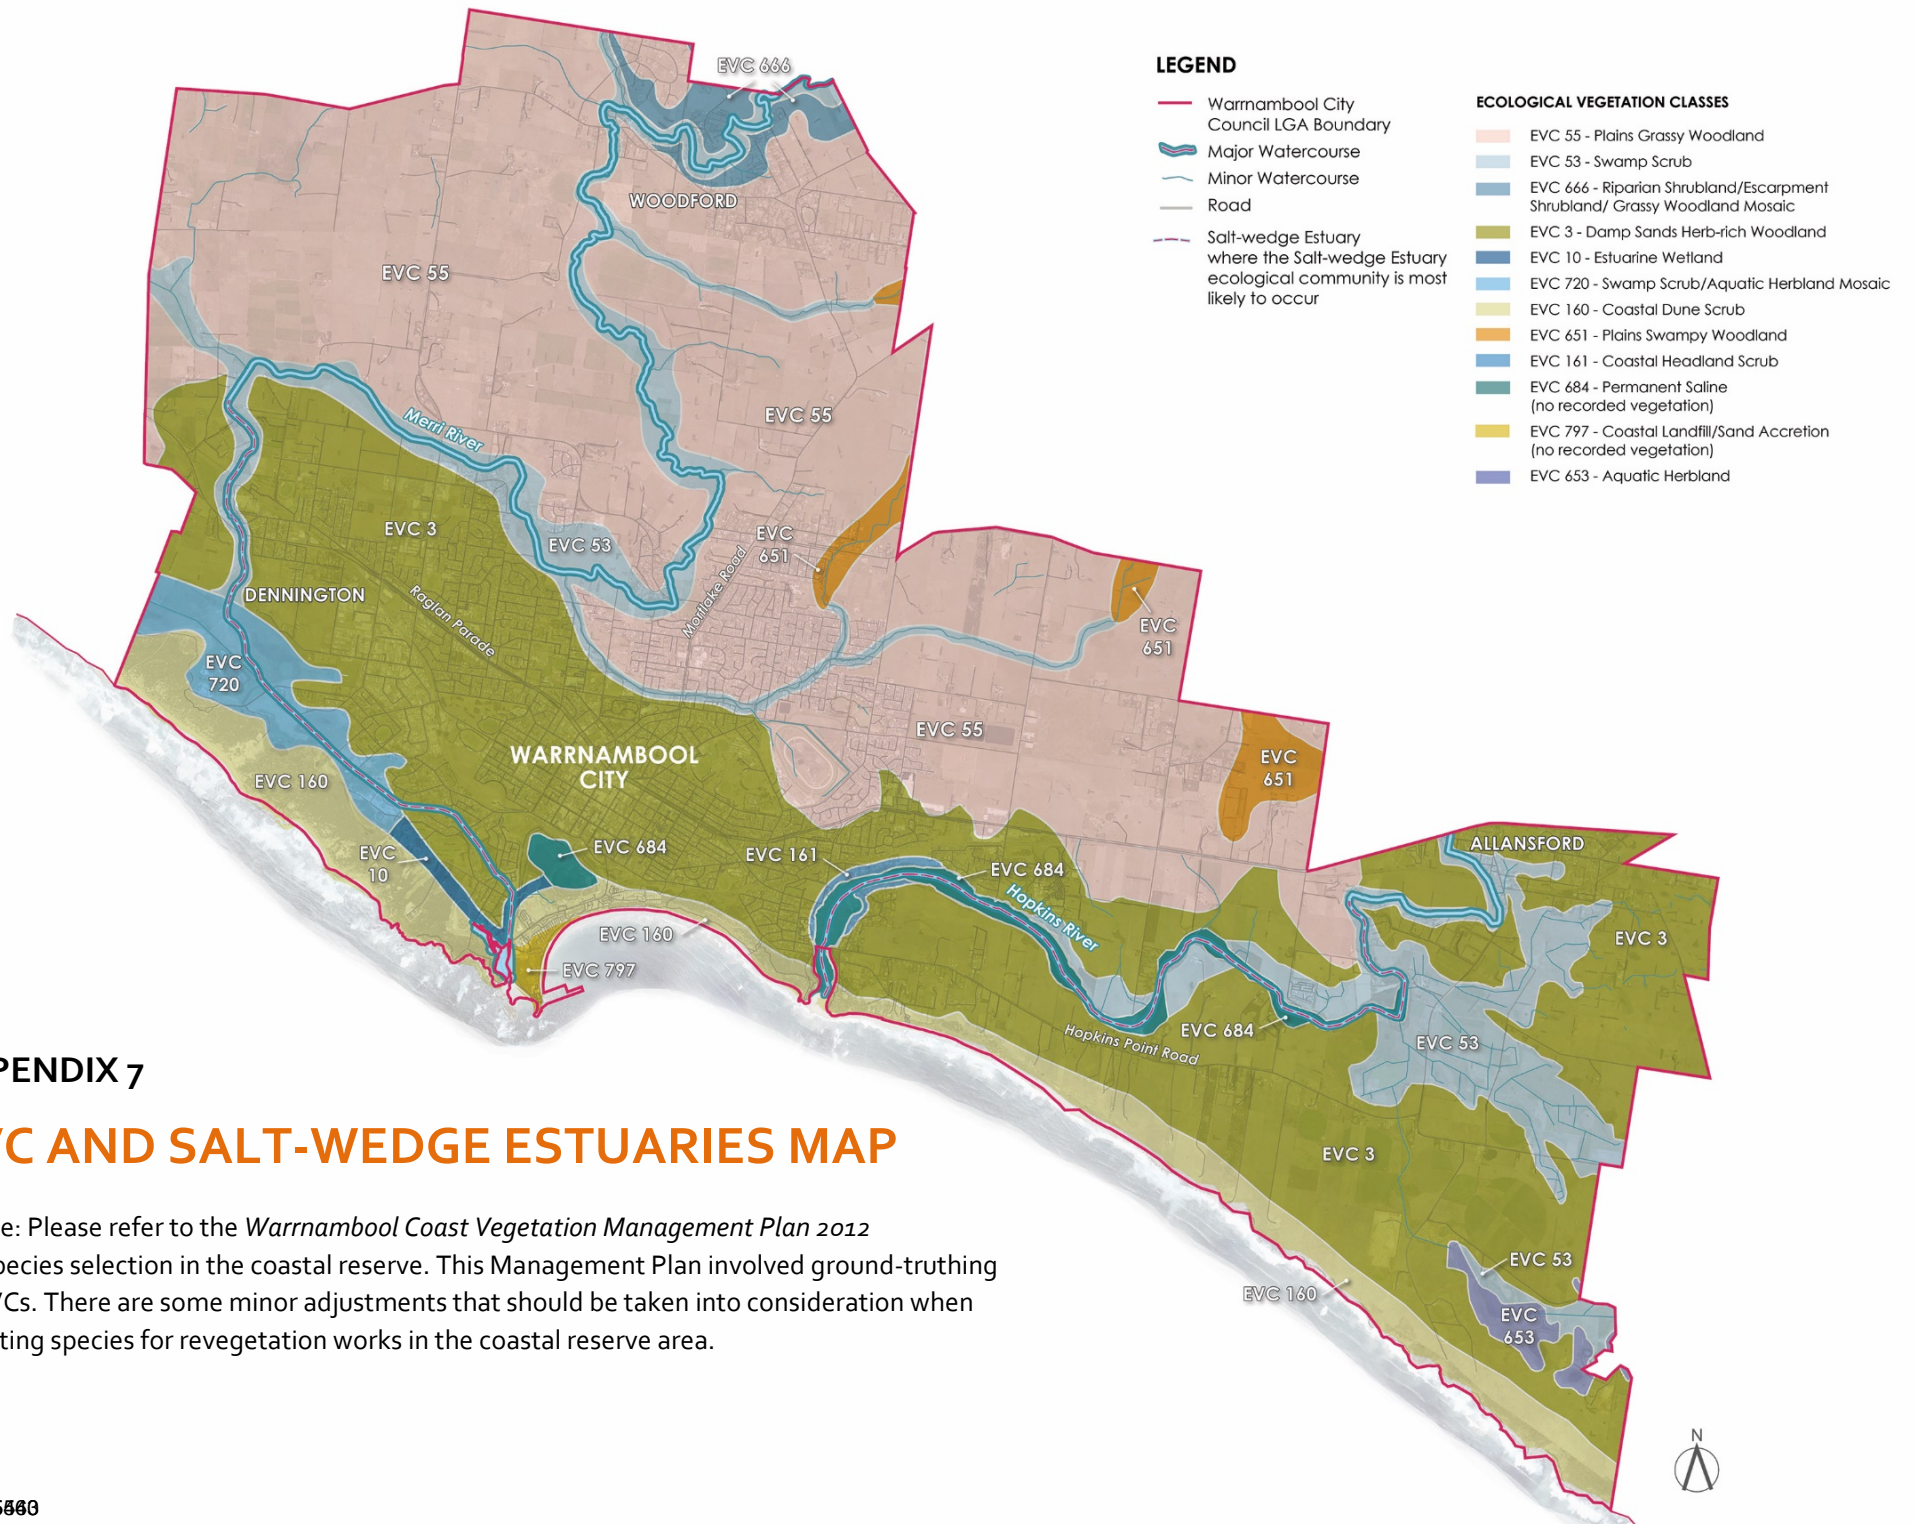 LEGEND
Warrnambool City
Council LGA Boundary
Major Watercourse
Minor Watercourse
Road
Salt-wedge Estuary
where the Salt-wedge Estuary
ecological community is most
likely to occur
ECOLOGICAL VEGETATION CLASSES
EVC 55 - Plains Grassy Woodland
EVC 53 - Swamp Scrub
EVC 666 - Riparian Shrubland/Escarpment
Shrubland/ Grassy Woodland Mosaic
EVC 3 - Damp Sands Herb-rich Woodland
EVC 10 - Estuarine Wetland
EVC 720 - Swamp Scrub/Aquatic Herbland Mosaic
EVC 160 - Coastal Dune Scrub
EVC 651 - Plains Swampy Woodland
EVC 161 - Coastal Headland Scrub
EVC 684 - Permanent Saline
(no recorded vegetation)
EVC 797 - Coastal Landfill/Sand Accretion
(no recorded vegetation)
EVC 653 - Aquatic Herbland
EVC 666
WOODFORD
EVC 55
EVC 55
Merri River
EVC 3
EVC 53
EVC
651
Mortlake Road
DENNINGTON
Raglan Parade
EVC
651
EVC
720
EVC 55
WARRNAMBOOL
CITY
EVC
651
EVC 160
EVC
10
EVC 684
EVC 161
EVC 684
Hopkins River
ALLANSFORD
EVC 3
EVC 160
EVC 797
EVC 684
Hopkins Point Road
EVC 53
EVC 3
EVC 53
EVC 160
EVC
653
N
PENDIX 7
VC AND SALT-WEDGE ESTUARIES MAP
e: Please refer to the Warrnambool Coast Vegetation Management Plan 2012
pecies selection in the coastal reserve. This Management Plan involved ground-truthing
VCs. There are some minor adjustments that should be taken into consideration when
ting species for revegetation works in the coastal reserve area.